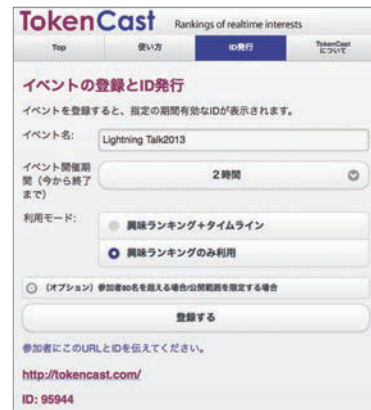 TokenCast Rankings of realtime interests
Top 使い方 ID発行 TokenCast
について
イベントの登録とID発行
イベントを登録すると、指定の期間有効なIDが表示されます。
イベント名: Lightning Talk2013
イベント開催期
間（今から終了 2時間
まで）
利用モード: 興味ランキング＋タイムライン
興味ランキングのみ利用
（オプション）参加者60名を超える場合/公開範囲を限定する場合
登録する
参加者にこのURLとIDを伝えてください。
http://tokencast.com/
ID: 95944